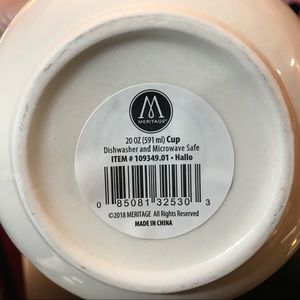 M
MERITAGE
20 OZ (591 ml) Cup
Dishwasher and Microwave Safe
ITEM # 109349.01 • Hallo
0 85081 32530 3
©2018 MERITAGE All Rights Reserved
MADE IN CHINA